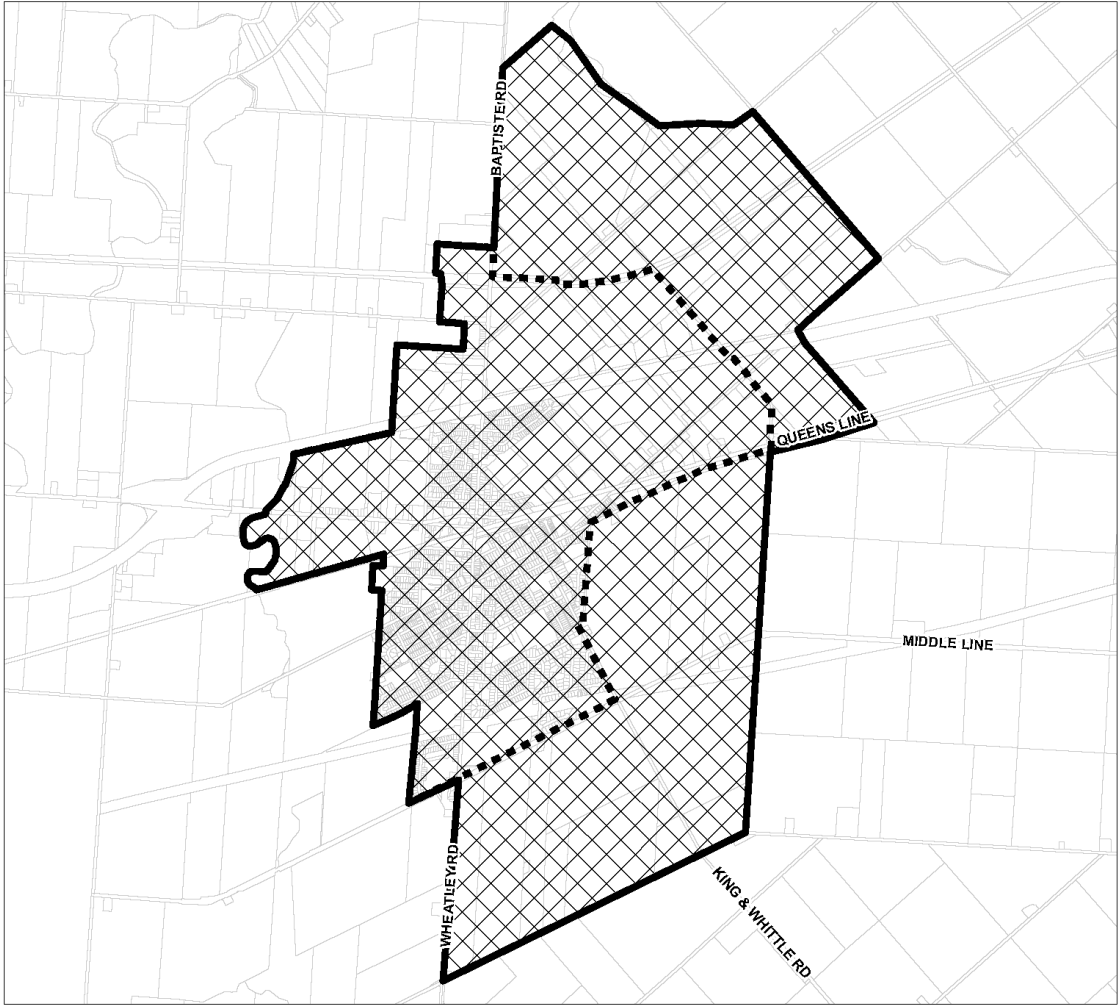 BAPTISTE RD
QUEENS LINE
MIDDLE LINE
WHEATLEY RD
KING & WHITTLE RD